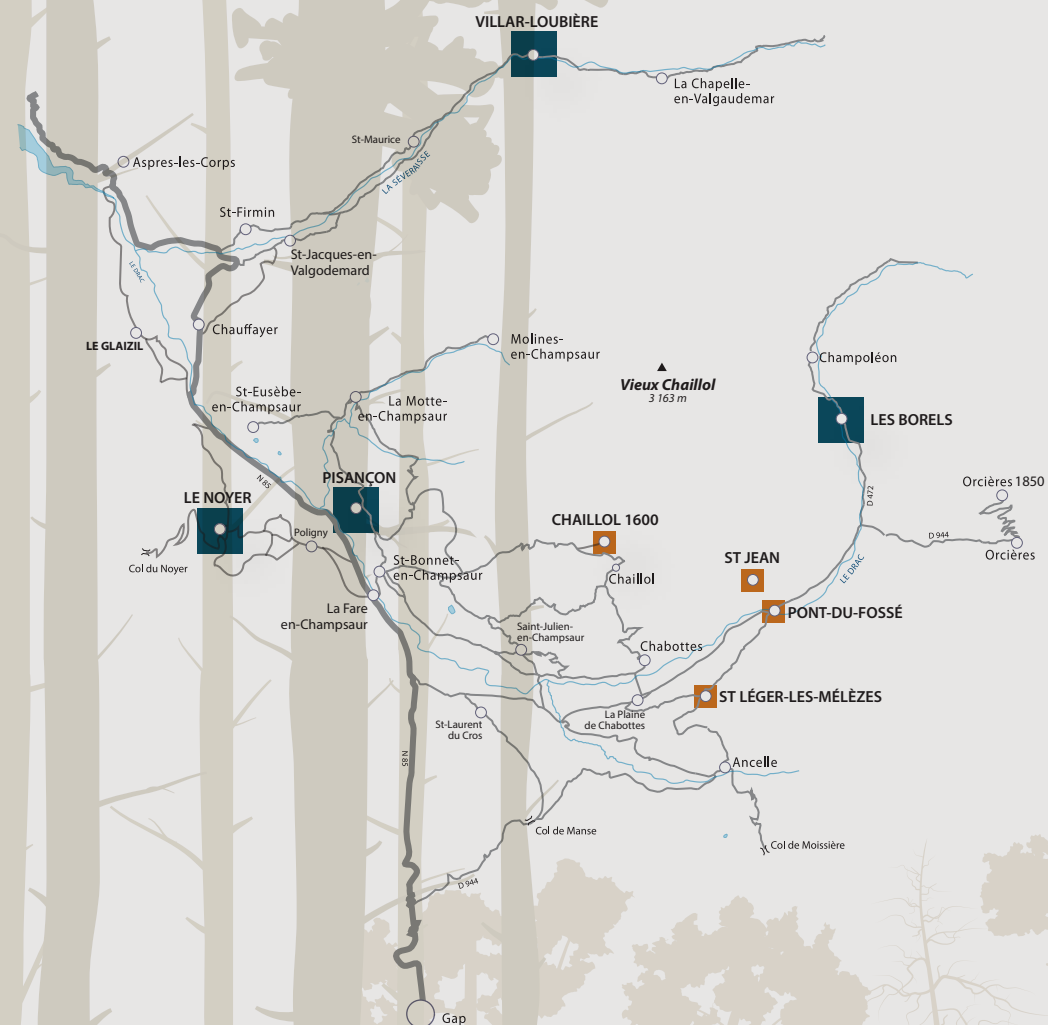 VILLAR-LOUBIÈRE
La Chapelle-
en-Valgaudemar
St-Maurice
LA SÉVERAISSE
Aspres-les-Corps
St-Firmin
St-Jacques-en-
Valgodemard
LE DRAC
Chauffayer
LE GLAIZIL
Molines-
en-Champsaur
Champoléon
Vieux Chaillol
3 163 m
St-Eusèbe-
en-Champsaur
La Motte-
en-Champsaur
LES BORELS
N 85
PISANÇON
LE NOYER
D 472
Orcières 1850
CHAILLOL 1600
Poligny
D 944
Orcières
Col du Noyer
St-Bonnet-
en-Champsaur
ST JEAN
Chaillol
LE DRAC
La Fare
en-Champsaur
PONT-DU-FOSSÉ
Saint-Julien-
en-Champsaur
Chabottes
ST LÉGER-LES-MÉLÈZES
La Plaine
de Chabottes
St-Laurent
du Cros
N 85
Ancelle
Col de Manse
Col de Moissière
D 944
Gap